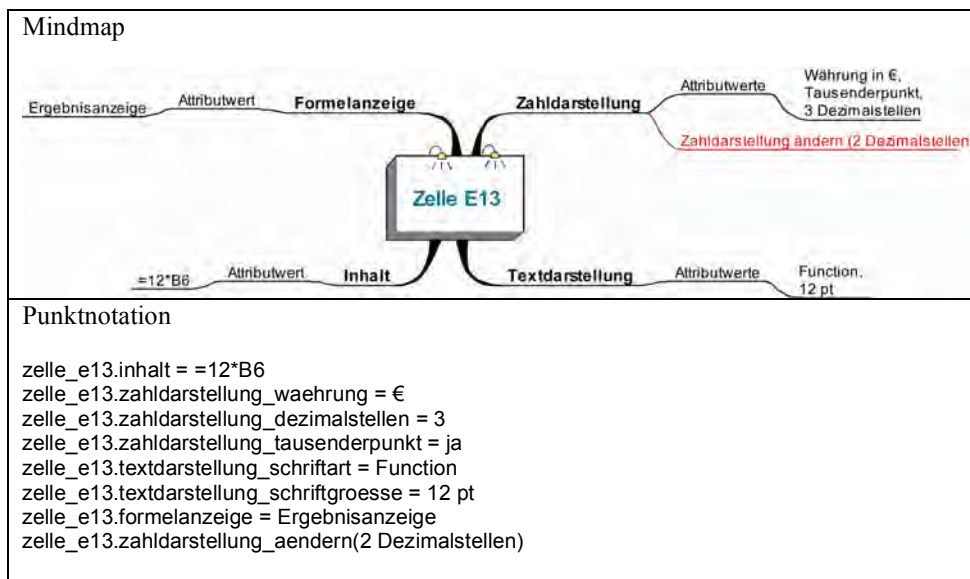 Mindmap
Ergebnisanzeige
Attributwert
Formelanzeige
Zahldarstellung
Attributwerte
Währung in €,
Tausenderpunkt,
3 Dezimalstellen
Zahldarstellung ändern (2 Dezimalstellen
Zelle E13
=12*B6
Attributwert
Inhalt
Textdarstellung
Attributwerte
Function,
12 pt
Punktnotation
zelle_e13.inhalt = =12*B6
zelle_e13.zahldarstellung_waehrung = €
zelle_e13.zahldarstellung_dezimalstellen = 3
zelle_e13.zahldarstellung_tausenderpunkt = ja
zelle_e13.textdarstellung_schriftart = Function
zelle_e13.textdarstellung_schriftgroesse = 12 pt
zelle_e13.formelanzeige = Ergebnisanzeige
zelle_e13.zahldarstellung_aendern(2 Dezimalstellen)